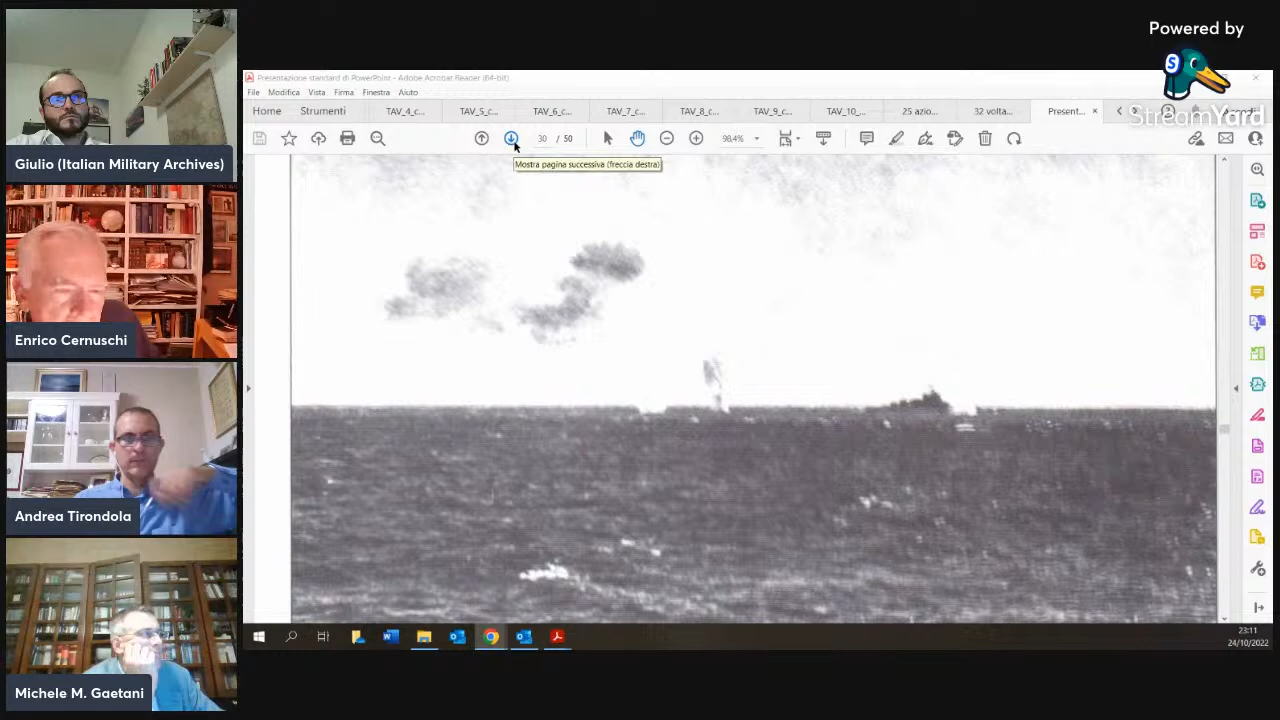 Powered by
StreamYard
Giulio (Italian Military Archives)
Enrico Cernuschi
Andrea Tirondola
Michele M. Gaetani
Presentazione standard di PowerPoint - Adobe Acrobat Reader (64-bit)
File Modifica Vista Firma Finestra Aiuto
Home Strumenti TAV_4_c... TAV_5_c... TAV_6_c... TAV_7_c... TAV_8_c... TAV_9_c... TAV_10_... 25 azio... 32 volta... Present...
30 / 50 98,4%
Mostra pagina successiva (freccia destra)
23:11
24/10/2022